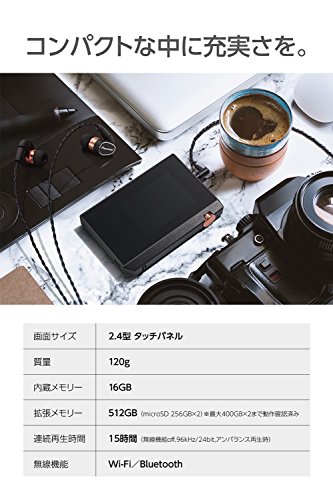 コンパクトな中に充実さを。
画面サイズ 2.4型 タッチパネル
質量 120g
内蔵メモリー 16GB
拡張メモリー 512GB (microSD 256GB×2) ※最大400GB×2まで動作確認済み
連続再生時間 15時間 (無線機能off,96kHz/24bit,アンバランス再生時)
無線機能 Wi-Fi／Bluetooth